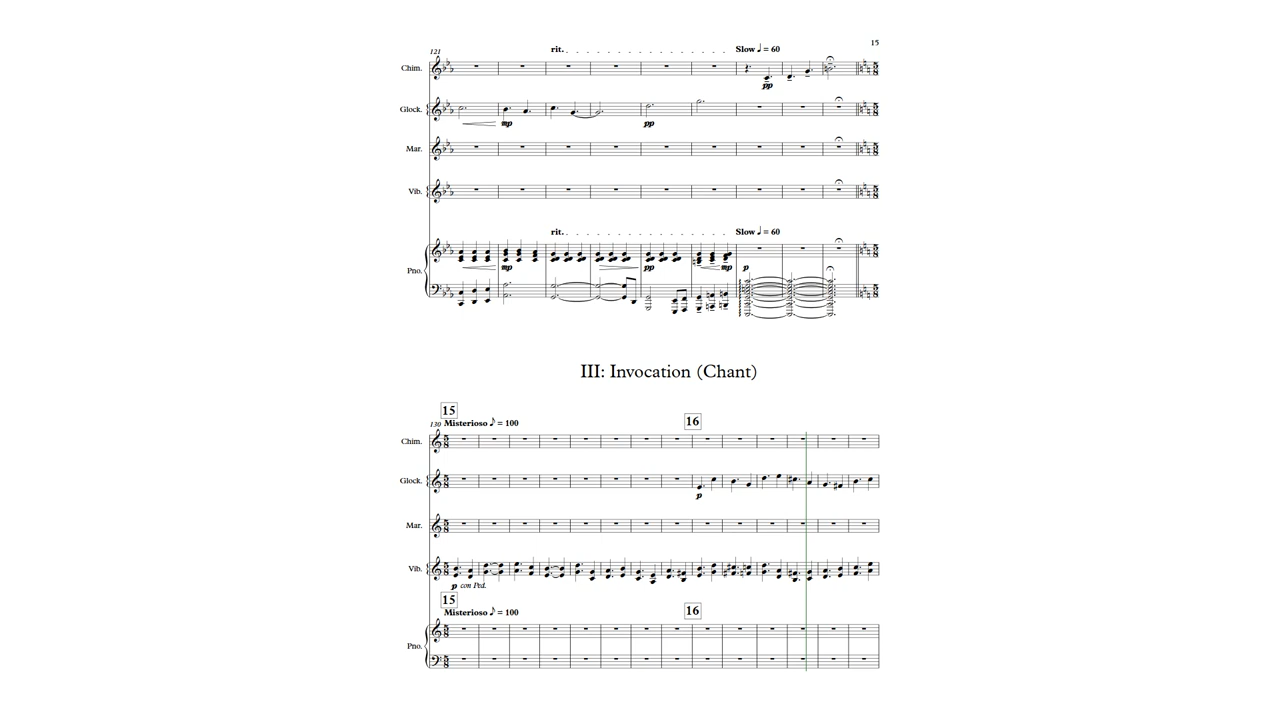 15
121
rit.
Slow ♩ = 60
Chim.
pp
Glock.
mp
pp
Mar.
Vib.
rit.
Slow ♩ = 60
Pno.
mp
pp
mp
p
5
8
III: Invocation (Chant)
15
16
130
Misterioso ♪ = 100
Chim.
Glock.
p
Mar.
Vib.
p con Ped.
15
16
Misterioso ♪ = 100
Pno.